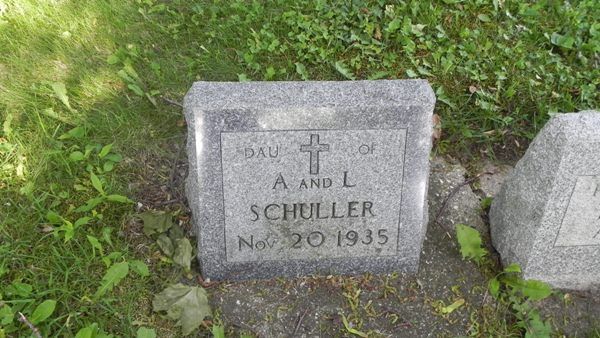 DAU OF
A AND L
SCHULLER
NOV 20 1935